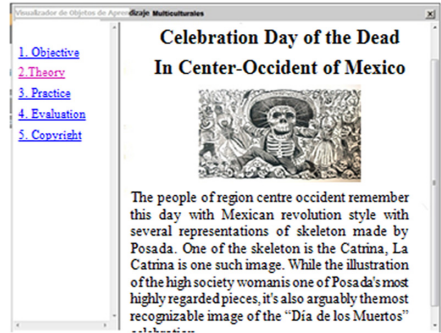 Visualizador de Objetos de Aprendizaje Multiculturales
1. Objective
2.Theory
3. Practice
4. Evaluation
5. Copyright
Celebration Day of the Dead
In Center-Occident of Mexico
The people of region centre occident remember
this day with Mexican revolution style with
several representations of skeleton made by
Posada. One of the skeleton is the Catrina, La
Catrina is one such image. While the illustration
of the high society womanis one of Posada's most
highly regarded pieces, it's also arguably the most
recognizable image of the "Día de los Muertos"
celebration